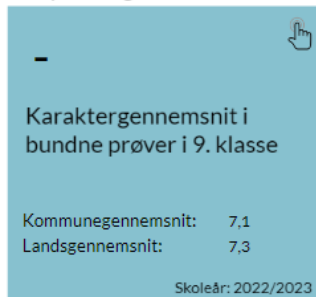 -
Karaktergennemsnit i
bundne prøver i 9. klasse
Kommunegennemsnit: 7,1
Landsgennemsnit: 7,3
Skoleår: 2022/2023